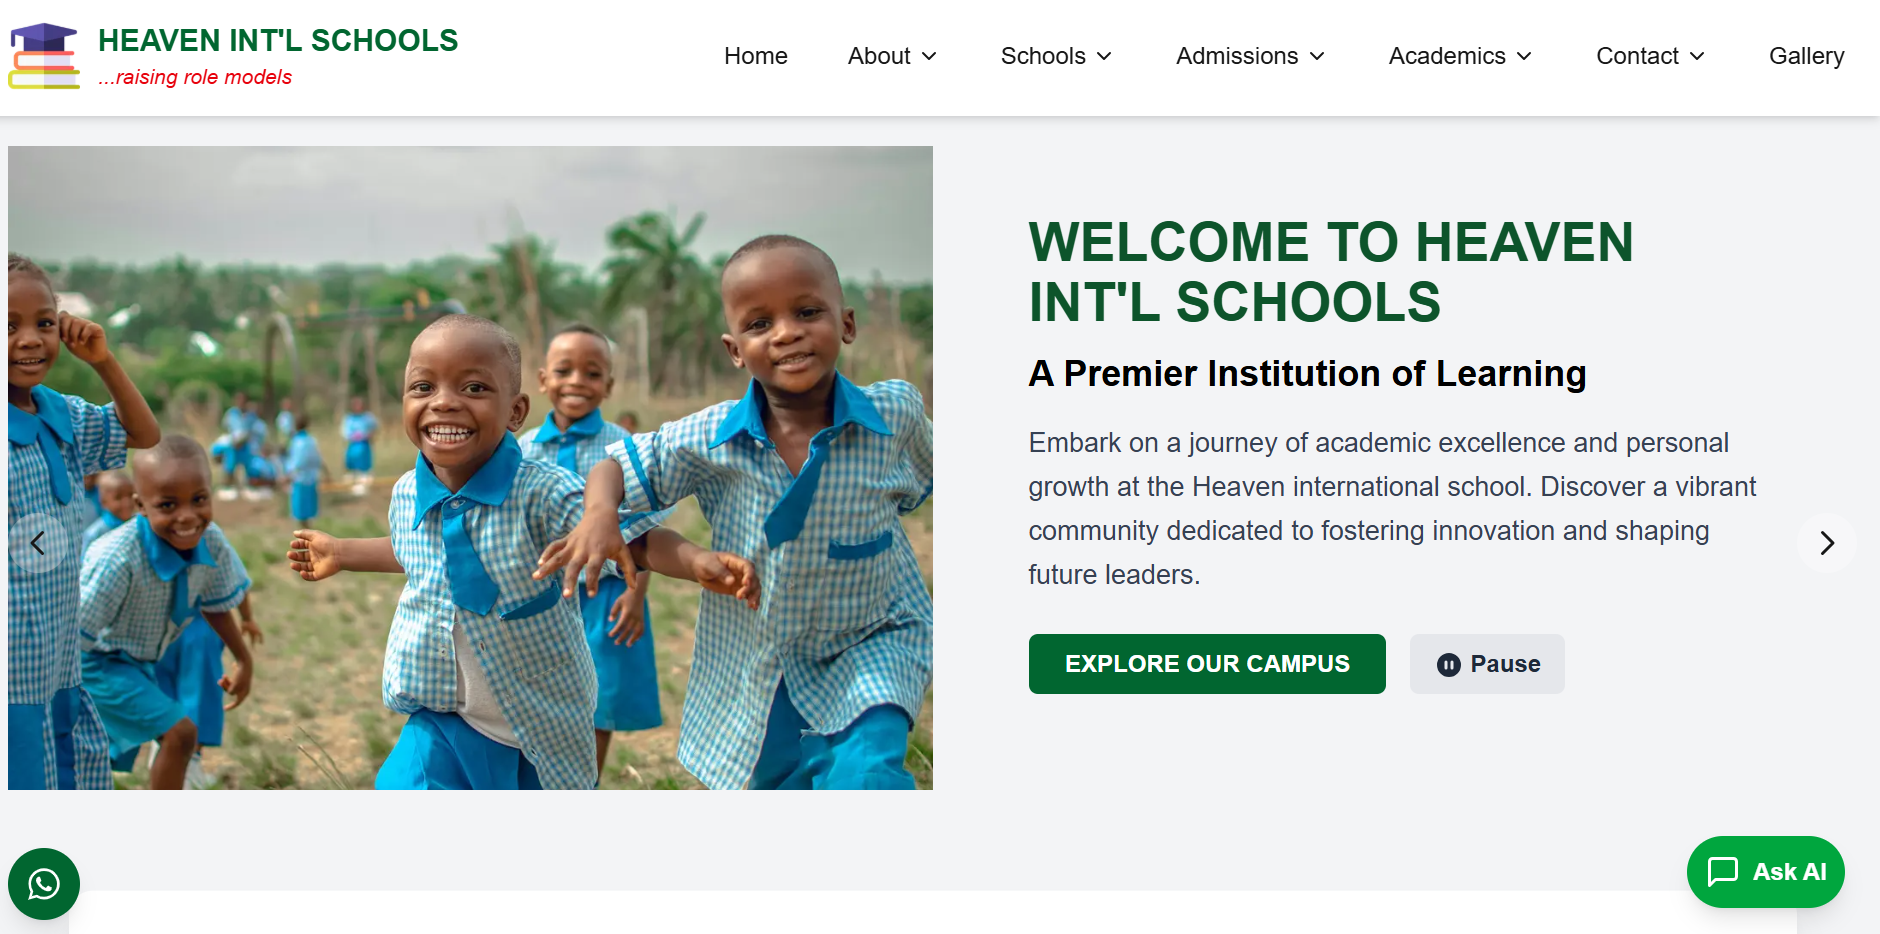 HEAVEN INT'L SCHOOLS
...raising role models
Home
About
Schools
Admissions
Academics
Contact
Gallery
WELCOME TO HEAVEN
INT'L SCHOOLS
A Premier Institution of Learning
Embark on a journey of academic excellence and personal
growth at the Heaven international school. Discover a vibrant
community dedicated to fostering innovation and shaping
future leaders.
EXPLORE OUR CAMPUS
Pause
Ask AI